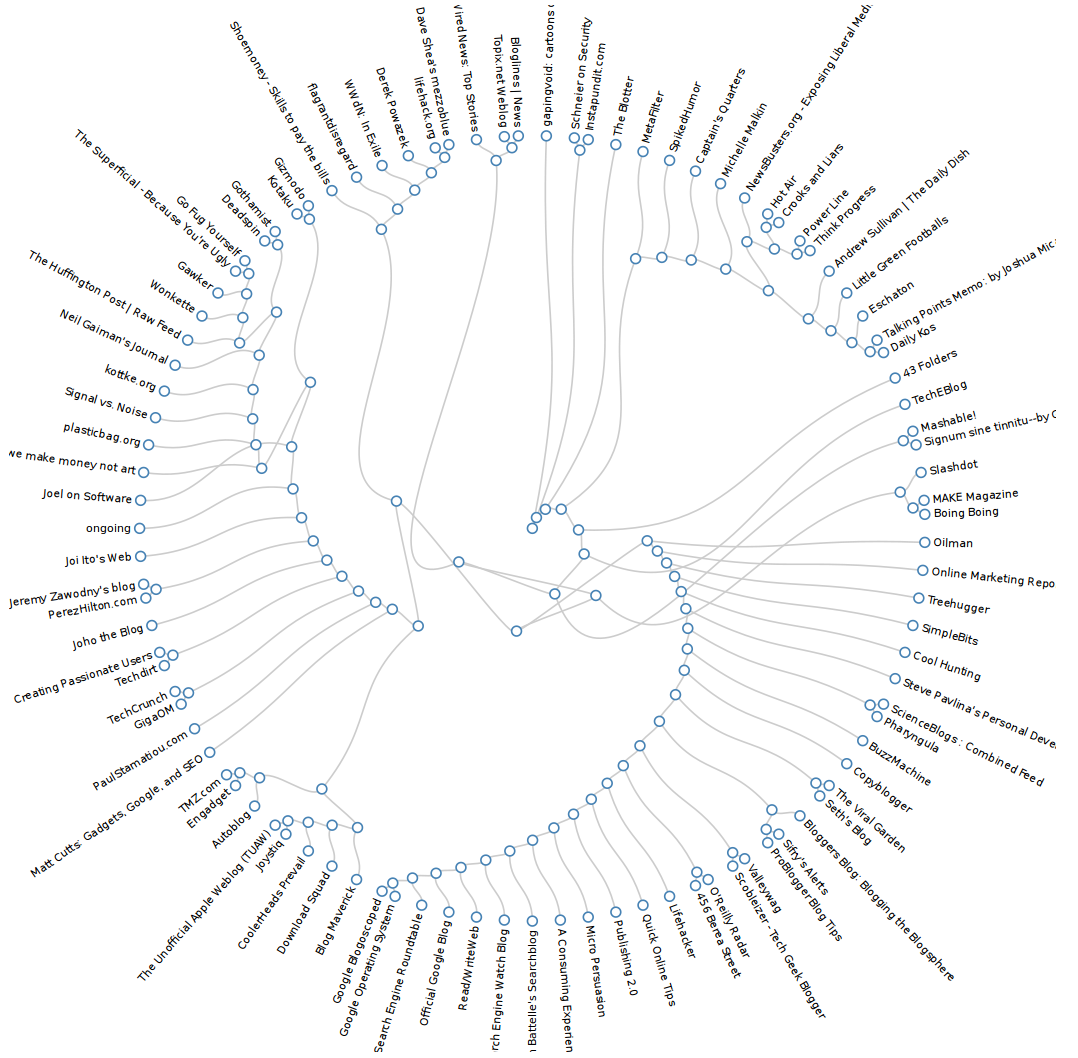 gapingvoid: cartoons
Schneier on Security
Instapundit.com
The Blotter
MetaFilter
SpikedHumor
Captain's Quarters
Michelle Malkin
NewsBusters.org - Exposing Liberal
Hot Air
Crooks and Liars
Power Line
Think Progress
Andrew Sullivan | The Daily Dish
Little Green Footballs
Eschaton
Talking Points Memo: by Joshua
Daily Kos
43 Folders
TechEBlog
Mashable!
Signum sine tinnitu--by
Slashdot
MAKE Magazine
Boing Boing
Oilman
Online Marketing Repo
Treehugger
SimpleBits
Cool Hunting
Steve Pavlina's Personal
ScienceBlogs : Combined Feed
Pharyngula
BuzzMachine
Copyblogger
The Viral Garden
Seth's Blog
Bloggers Blog: Blogging the Blogsphere
Sifry's Alerts
ProBlogger Blog Tips
Valleywag
Scobleizer - Tech Geek Blogger
O'Reilly Radar
456 Berea Street
Lifehacker
Quick Online Tips
Publishing 2.0
Micro Persuasion
A Consuming Experien
Battelle's Searchblog
rch Engine Watch Blog
Read/WriteWeb
Official Google Blog
Search Engine Roundtable
Google Operating System
Google Blogoscoped
Blog Maverick
Download Squad
CoolerHeads Prevail
Joystiq
The Unofficial Apple Weblog (TUAW)
Autoblog
Engadget
TMZ.com
Matt Cutts: Gadgets, Google, and SEO
PaulStamatiou.com
GigaOM
TechCrunch
Techdirt
Creating Passionate Users
Joho the Blog
PerezHilton.com
Jeremy Zawodny's blog
Joi Ito's Web
ongoing
Joel on Software
we make money not art
plasticbag.org
Signal vs. Noise
kottke.org
Neil Gaiman's Journal
The Huffington Post | Raw Feed
Wonkette
Gawker
The Superficial - Because You're Ugly
Go Fug Yourself
Deadspin
Gothamist
Kotaku
Gizmodo
Shoemoney - Skills to pay the bills
flagrantdisregard
WWdN: In Exile
Derek Powazek
lifehack.org
Dave Shea's mezzoblue
ired News: Top Stories
Topix.net Weblog
Bloglines | News